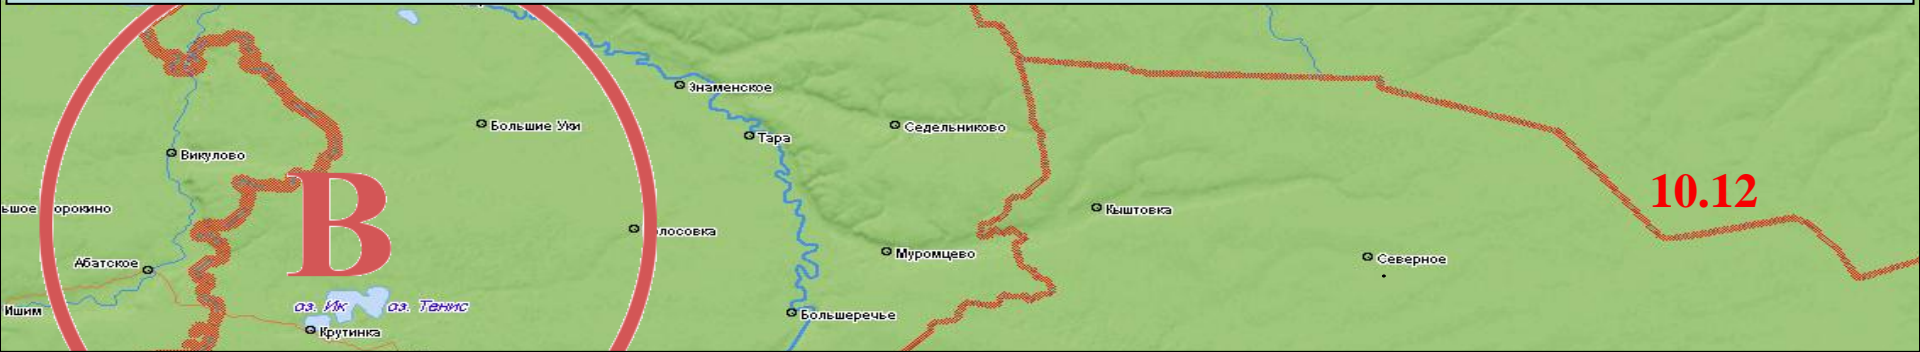 Знаменское
Большие Уки
Седельниково
Тара
Викулово
В
10.12
Кыштовка
лосовка
Муромцево
Северное
Абатское
оз. Ик
оз. Тенис
Ишим
Большеречье
Крутинка